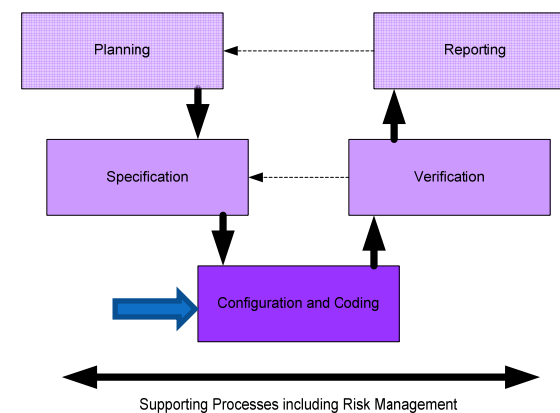 Planning
Reporting
Specification
Verification
Configuration and Coding
Supporting Processes including Risk Management